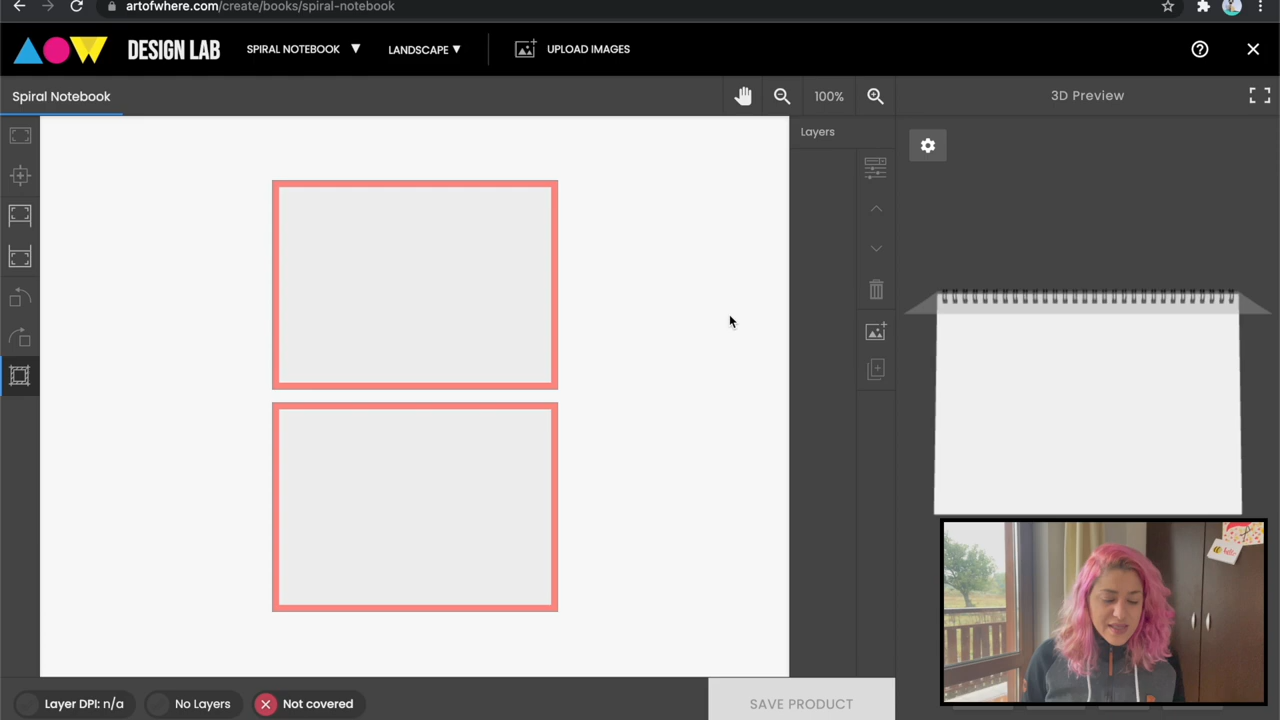 artofwhere.com/create/books/spiral-notebook
AOW DESIGN LAB SPIRAL NOTEBOOK ▼ LANDSCAPE ▼ UPLOAD IMAGES
Spiral Notebook 100% 3D Preview
Layers
Layer DPI: n/a No Layers Not covered SAVE PRODUCT